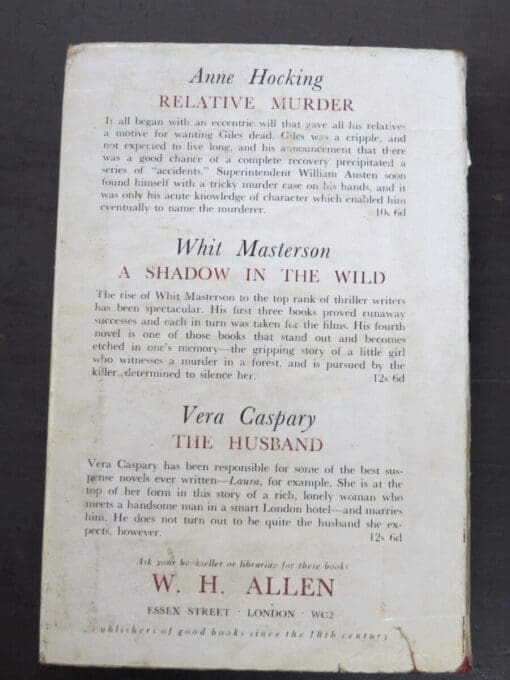 Anne Hocking
RELATIVE MURDER
It all began with an eccentric will that gave all his relatives
a motive for wanting Giles dead. Giles was a cripple, and
not expected to live long, and his announcement that there
was a good chance of a complete recovery precipitated a
series of "accidents." Superintendent William Austen soon
found himself with a tricky murder case on his hands, and it
was only his acute knowledge of character which enabled him
eventually to name the murderer. 10s 6d
Whit Masterson
A SHADOW IN THE WILD
The rise of Whit Masterson to the top rank of thriller writers
has been spectacular. His first three books proved runaway
successes and each in turn was taken for the films. His fourth
novel is one of those books that stand out and becomes
etched in one's memory—the gripping story of a little girl
who witnesses a murder in a forest, and is pursued by the
killer, determined to silence her. 12s 6d
Vera Caspary
THE HUSBAND
Vera Caspary has been responsible for some of the best sus-
pense novels ever written—Laura, for example. She is at the
top of her form in this story of a rich, lonely woman who
meets a handsome man in a smart London hotel—and marries
him. He does not turn out to be quite the husband she ex-
pects, however. 12s 6d
Ask your bookseller or librarian for these books
W. H. ALLEN
ESSEX STREET · LONDON · WC2
Publishers of good books since the 18th century